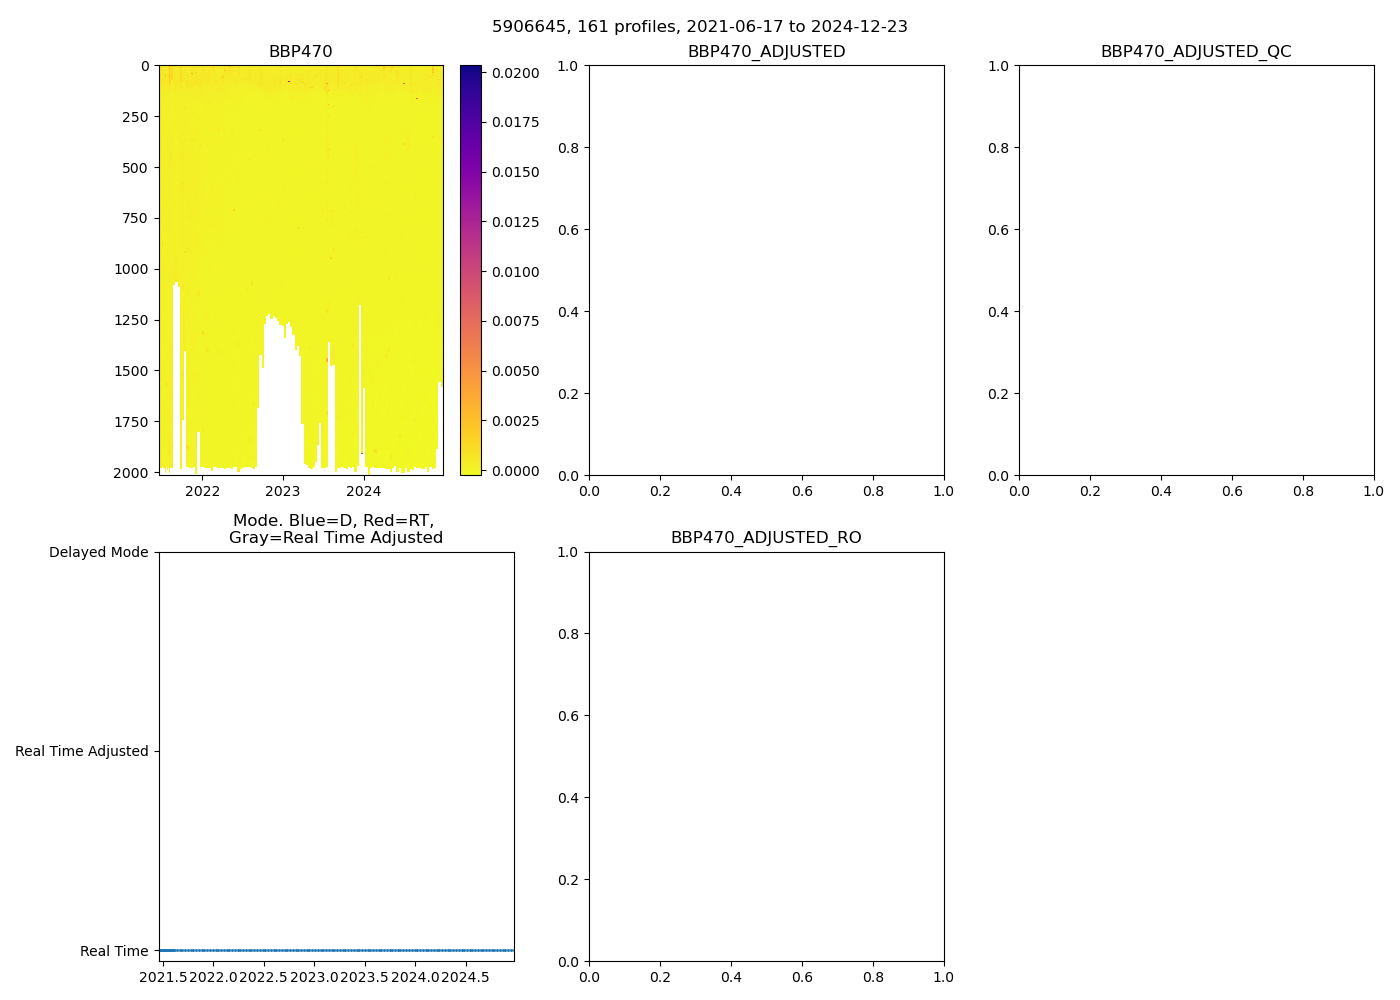 5906645, 161 profiles, 2021-06-17 to 2024-12-23
BBP470
0
250
500
750
1000
1250
1500
1750
2000
2022
2023
2024
0.0200
0.0175
0.0150
0.0125
0.0100
0.0075
0.0050
0.0025
0.0000
BBP470_ADJUSTED
1.0
0.8
0.6
0.4
0.2
0.0
0.0 0.2 0.4 0.6 0.8 1.0
BBP470_ADJUSTED_QC
1.0
0.8
0.6
0.4
0.2
0.0
0.0 0.2 0.4 0.6 0.8 1.0
Mode. Blue=D, Red=RT,
Gray=Real Time Adjusted
Delayed Mode
Real Time Adjusted
Real Time
2021.5 2022.0 2022.5 2023.0 2023.5 2024.0 2024.5
BBP470_ADJUSTED_RO
1.0
0.8
0.6
0.4
0.2
0.0
0.0 0.2 0.4 0.6 0.8 1.0